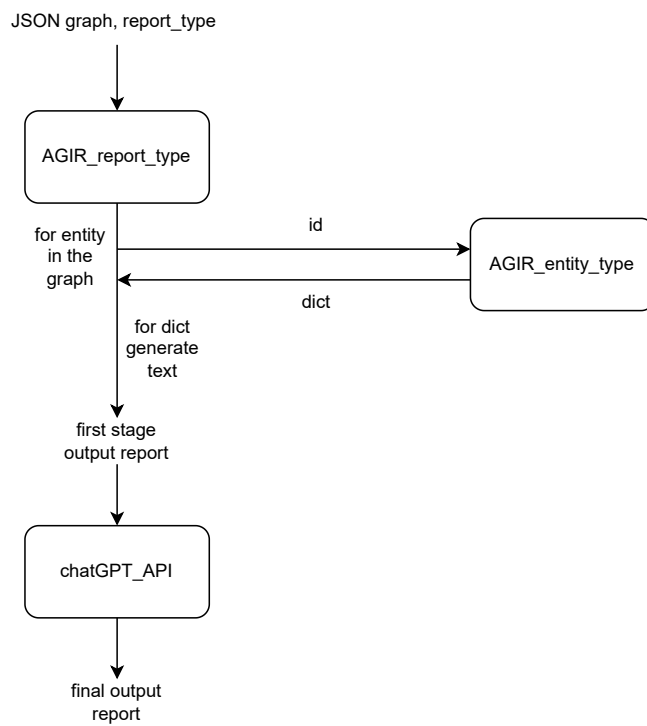 JSON graph, report_type
AGIR_report_type
for entity
in the
graph
id
AGIR_entity_type
dict
for dict
generate
text
first stage
output report
chatGPT_API
final output
report